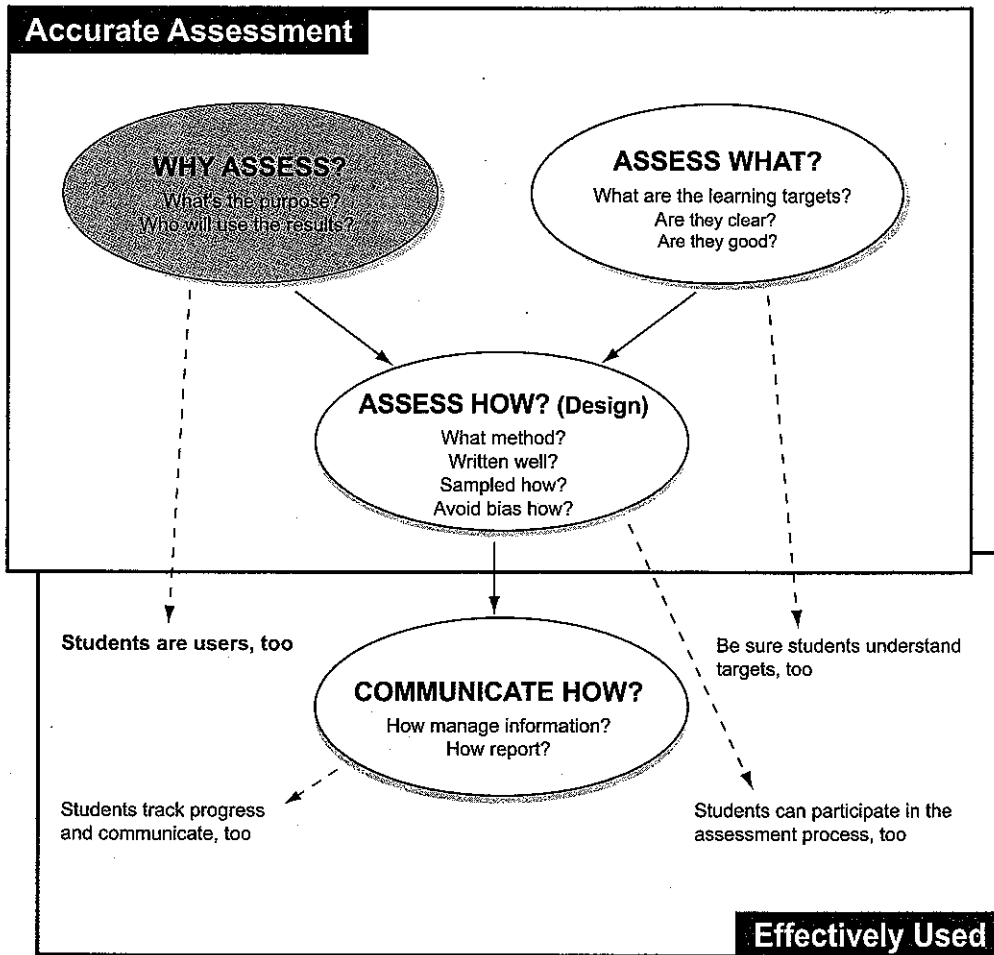 Accurate Assessment
WHY ASSESS?
What's the purpose?
Who will use the results?
ASSESS WHAT?
What are the learning targets?
Are they clear?
Are they good?
ASSESS HOW? (Design)
What method?
Written well?
Sampled how?
Avoid bias how?
Students are users, too
Be sure students understand
targets, too
COMMUNICATE HOW?
How manage information?
How report?
Students track progress
and communicate, too
Students can participate in the
assessment process, too
Effectively Used